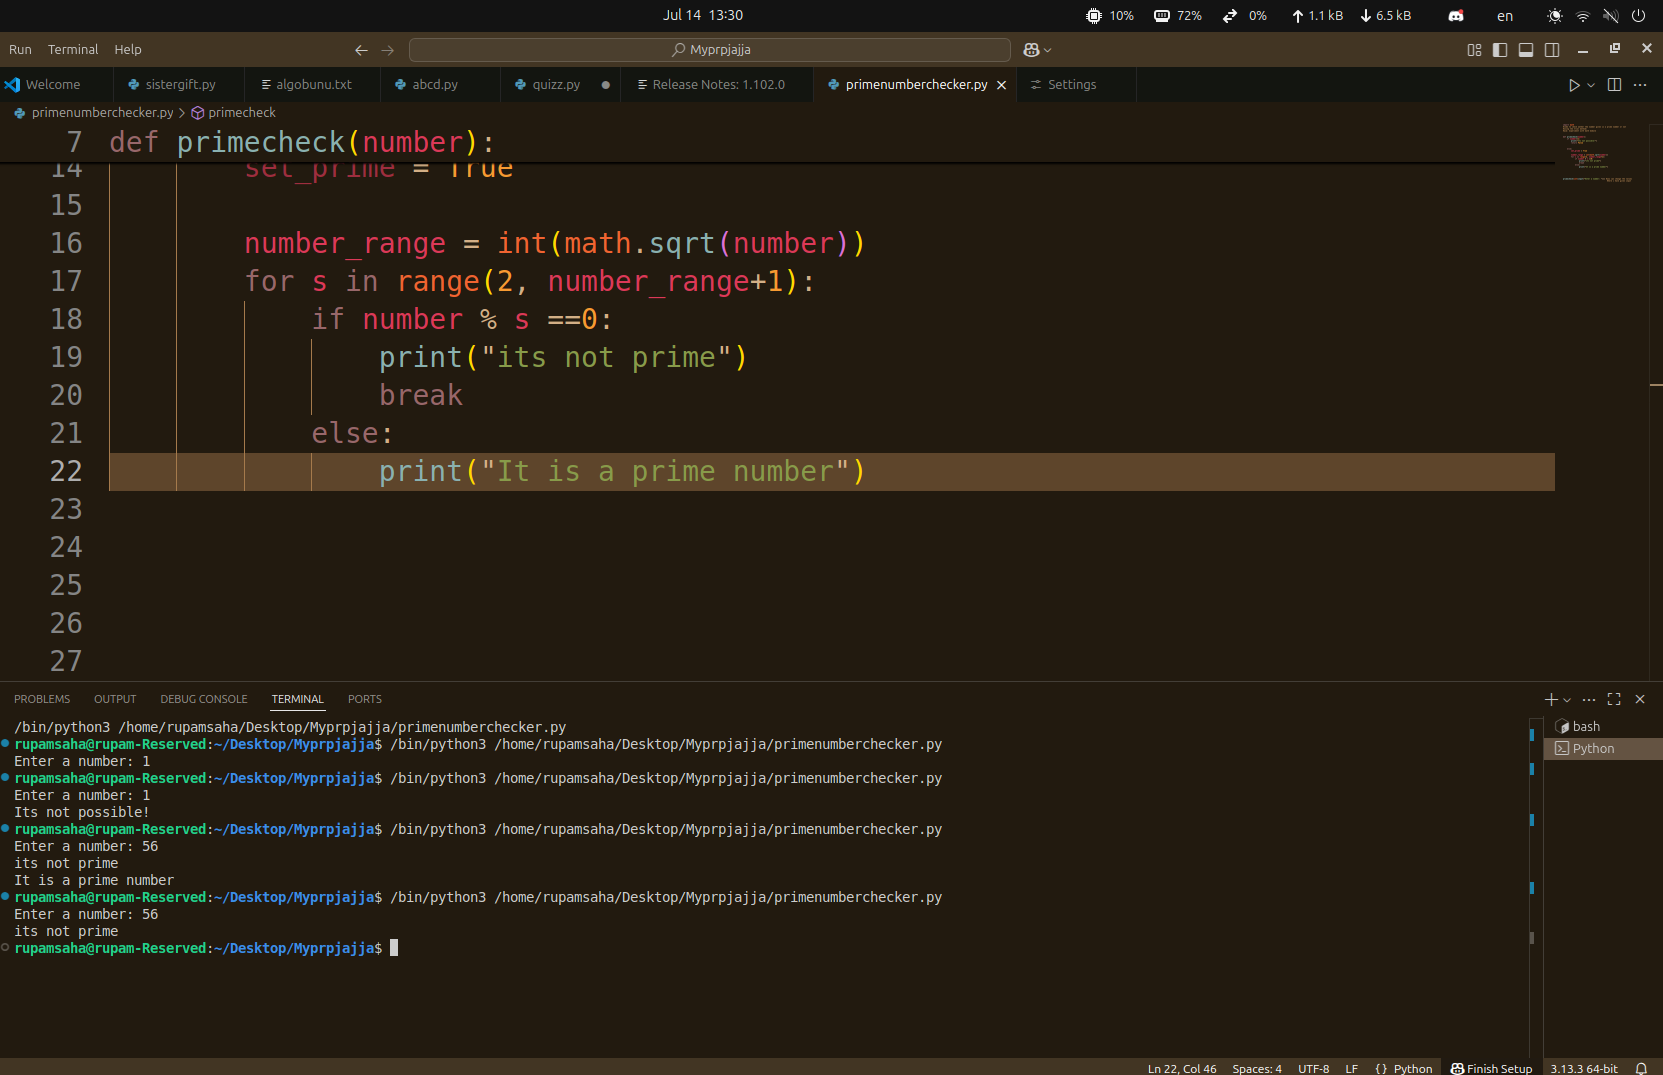 Jul 14 13:30
10% 72% 0% 1.1 kB 6.5 kB en
Run Terminal Help
Myprpjajja
Welcome sistergift.py algobunu.txt abcd.py quizz.py Release Notes: 1.102.0 primenumberchecker.py Settings
primenumberchecker.py > primecheck
7 def primecheck(number):
14 set_prime = True
15
16 number_range = int(math.sqrt(number))
17 for s in range(2, number_range+1):
18 if number % s ==0:
19 print("its not prime")
20 break
21 else:
22 print("It is a prime number")
23
24
25
26
27
PROBLEMS OUTPUT DEBUG CONSOLE TERMINAL PORTS
/bin/python3 /home/rupamsaha/Desktop/Myprpjajja/primenumberchecker.py
rupamsaha@rupam-Reserved:~/Desktop/Myprpjajja$ /bin/python3 /home/rupamsaha/Desktop/Myprpjajja/primenumberchecker.py
Enter a number: 1
rupamsaha@rupam-Reserved:~/Desktop/Myprpjajja$ /bin/python3 /home/rupamsaha/Desktop/Myprpjajja/primenumberchecker.py
Enter a number: 1
Its not possible!
rupamsaha@rupam-Reserved:~/Desktop/Myprpjajja$ /bin/python3 /home/rupamsaha/Desktop/Myprpjajja/primenumberchecker.py
Enter a number: 56
its not prime
It is a prime number
rupamsaha@rupam-Reserved:~/Desktop/Myprpjajja$ /bin/python3 /home/rupamsaha/Desktop/Myprpjajja/primenumberchecker.py
Enter a number: 56
its not prime
rupamsaha@rupam-Reserved:~/Desktop/Myprpjajja$
bash
Python
Ln 22, Col 46 Spaces: 4 UTF-8 LF {} Python Finish Setup 3.13.3 64-bit